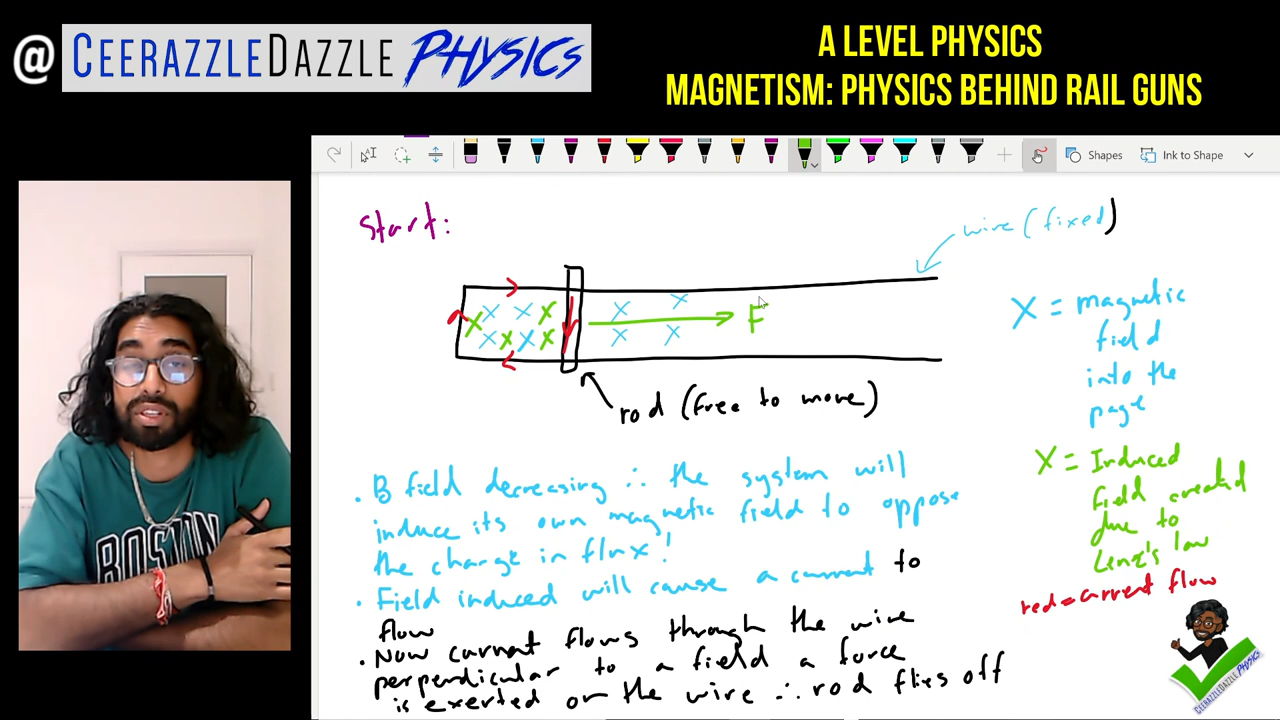 @ CEERAZZLEDAZZLE PHYSICS
A LEVEL PHYSICS
MAGNETISM: PHYSICS BEHIND RAIL GUNS
Shapes
Ink to Shape
Start:
wire (fixed)
F
rod (free to move)
X = magnetic
field
into the
page
X = Induced
field created
due to
Lenz's law
red = current flow
• B field decreasing ∴ the system will
induce its own magnetic field to oppose
the change in flux!
• Field induced will cause a current to
flow
• Now current flows through the wire
perpendicular to a field a force
is exerted on the wire ∴ rod flies off
BOSTON
CEERAZZLEDAZZLE PHYSICS